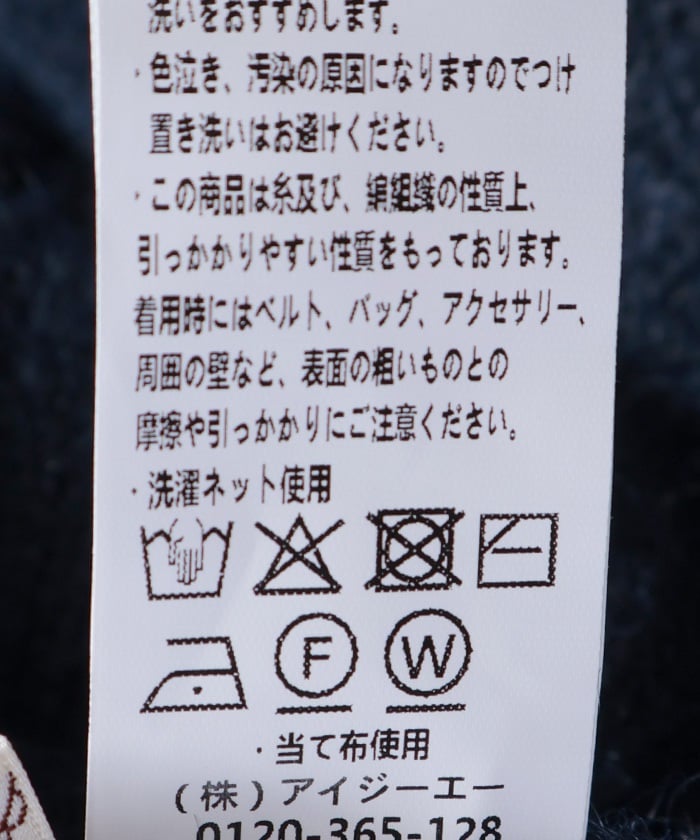 洗いをおすすめします。
・色泣き、汚染の原因になりますのでつけ
置き洗いはお避けください。
・この商品は糸及び、編組織の性質上、
引っかかりやすい性質をもっております。
着用時にはベルト、バッグ、アクセサリー、
周囲の壁など、表面の粗いものとの
摩擦や引っかかりにご注意ください。
・洗濯ネット使用
F W
・当て布使用
(株)アイジーエー
0120-365-128